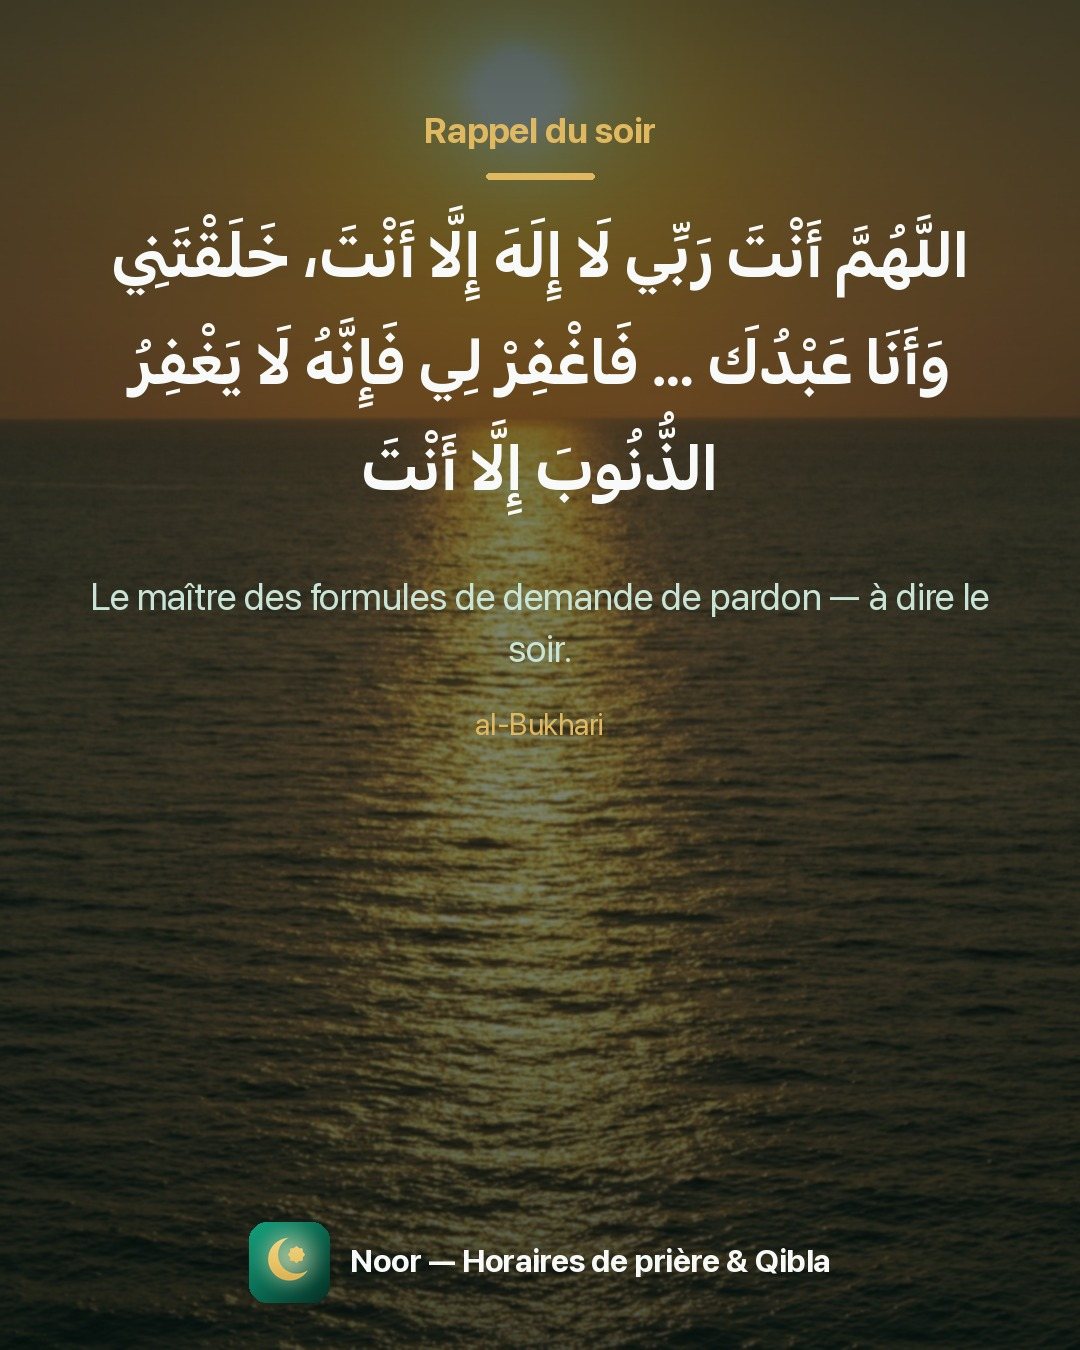 Rappel du soir
اللَّهُمَّ أَنْتَ رَبِّي لَا إِلَهَ إِلَّا أَنْتَ، خَلَقْتَنِي
وَأَنَا عَبْدُكَ ... فَاغْفِرْ لِي فَإِنَّهُ لَا يَغْفِرُ
الذُّنُوبَ إِلَّا أَنْتَ
Le maître des formules de demande de pardon — à dire le
soir.
al-Bukhari
Noor — Horaires de prière & Qibla